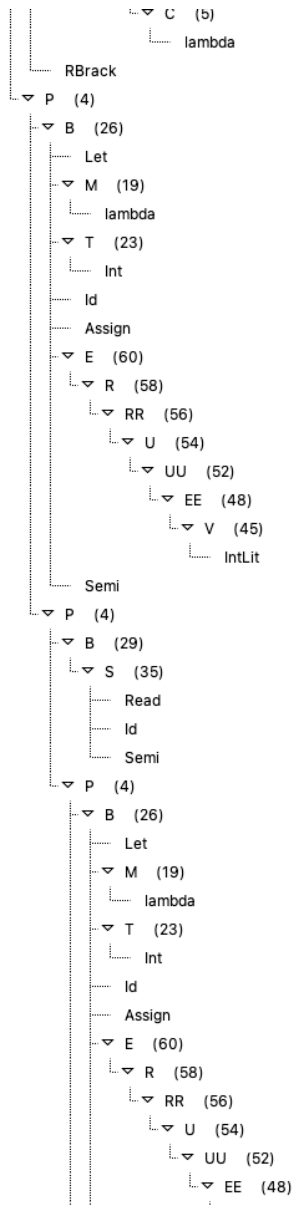 C (5)
lambda
RBrack
P (4)
B (26)
Let
M (19)
lambda
T (23)
Int
Id
Assign
E (60)
R (58)
RR (56)
U (54)
UU (52)
EE (48)
V (45)
IntLit
Semi
P (4)
B (29)
S (35)
Read
Id
Semi
P (4)
B (26)
Let
M (19)
lambda
T (23)
Int
Id
Assign
E (60)
R (58)
RR (56)
U (54)
UU (52)
EE (48)